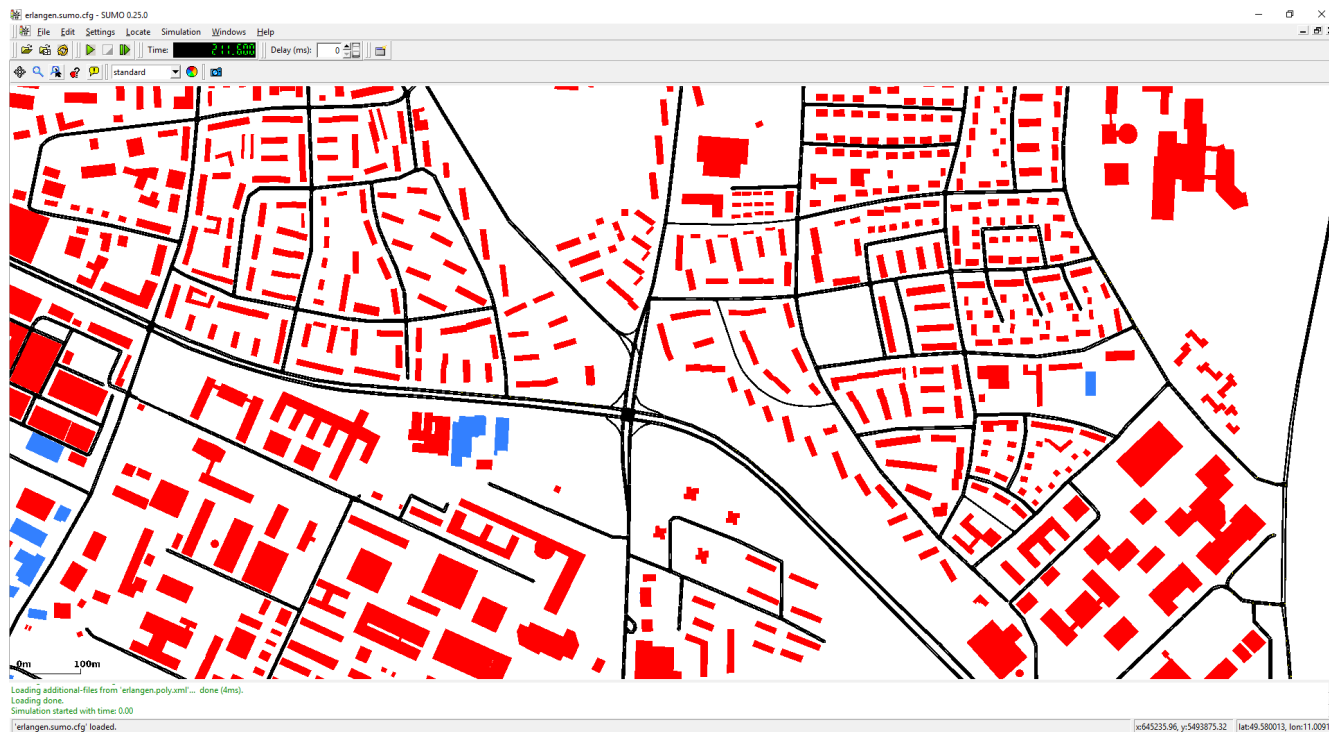 erlangen.sumo.cfg - SUMO 0.25.0
File Edit Settings Locate Simulation Windows Help
Time: 211.600 Delay (ms): 0
standard
0m 100m
Loading additional-files from 'erlangen.poly.xml'... done (4ms).
Loading done.
Simulation started with time: 0.00
'erlangen.sumo.cfg' loaded. x:645235.96, y:5493875.32 lat:49.580013, lon:11.0091